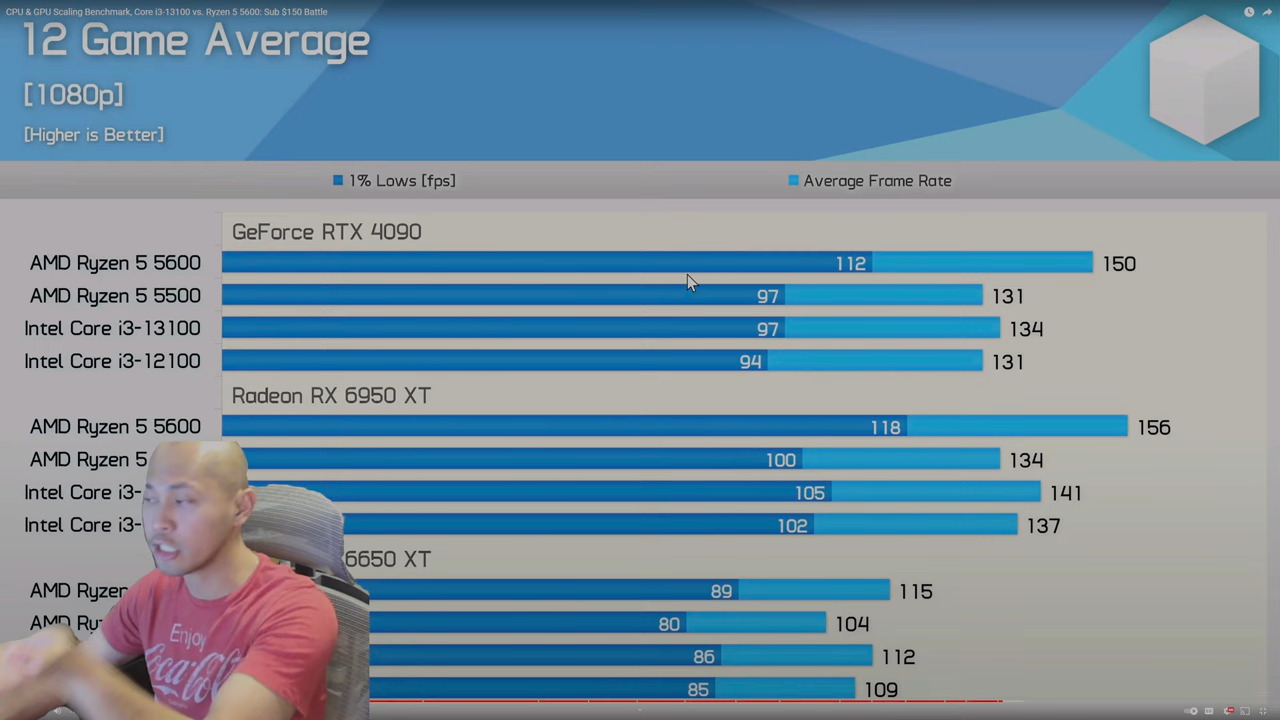 CPU & GPU Scaling Benchmark, Core i3-13100 vs. Ryzen 5 5600: Sub $150 Battle
12 Game Average
[1080p]
[Higher is Better]
1% Lows [fps] Average Frame Rate
GeForce RTX 4090
AMD Ryzen 5 5600 112 150
AMD Ryzen 5 5500 97 131
Intel Core i3-13100 97 134
Intel Core i3-12100 94 131
Radeon RX 6950 XT
AMD Ryzen 5 5600 118 156
AMD Ryzen 5 100 134
Intel Core i3- 105 141
Intel Core i3- 102 137
6650 XT
AMD Ryzen 89 115
AMD 80 104
86 112
85 109
Enjoy
Coca-Cola